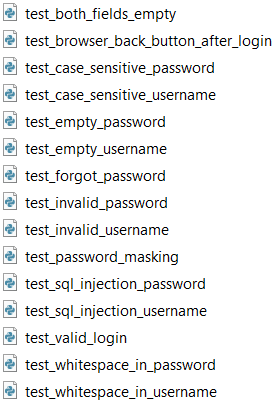 test_both_fields_empty
test_browser_back_button_after_login
test_case_sensitive_password
test_case_sensitive_username
test_empty_password
test_empty_username
test_forgot_password
test_invalid_password
test_invalid_username
test_password_masking
test_sql_injection_password
test_sql_injection_username
test_valid_login
test_whitespace_in_password
test_whitespace_in_username